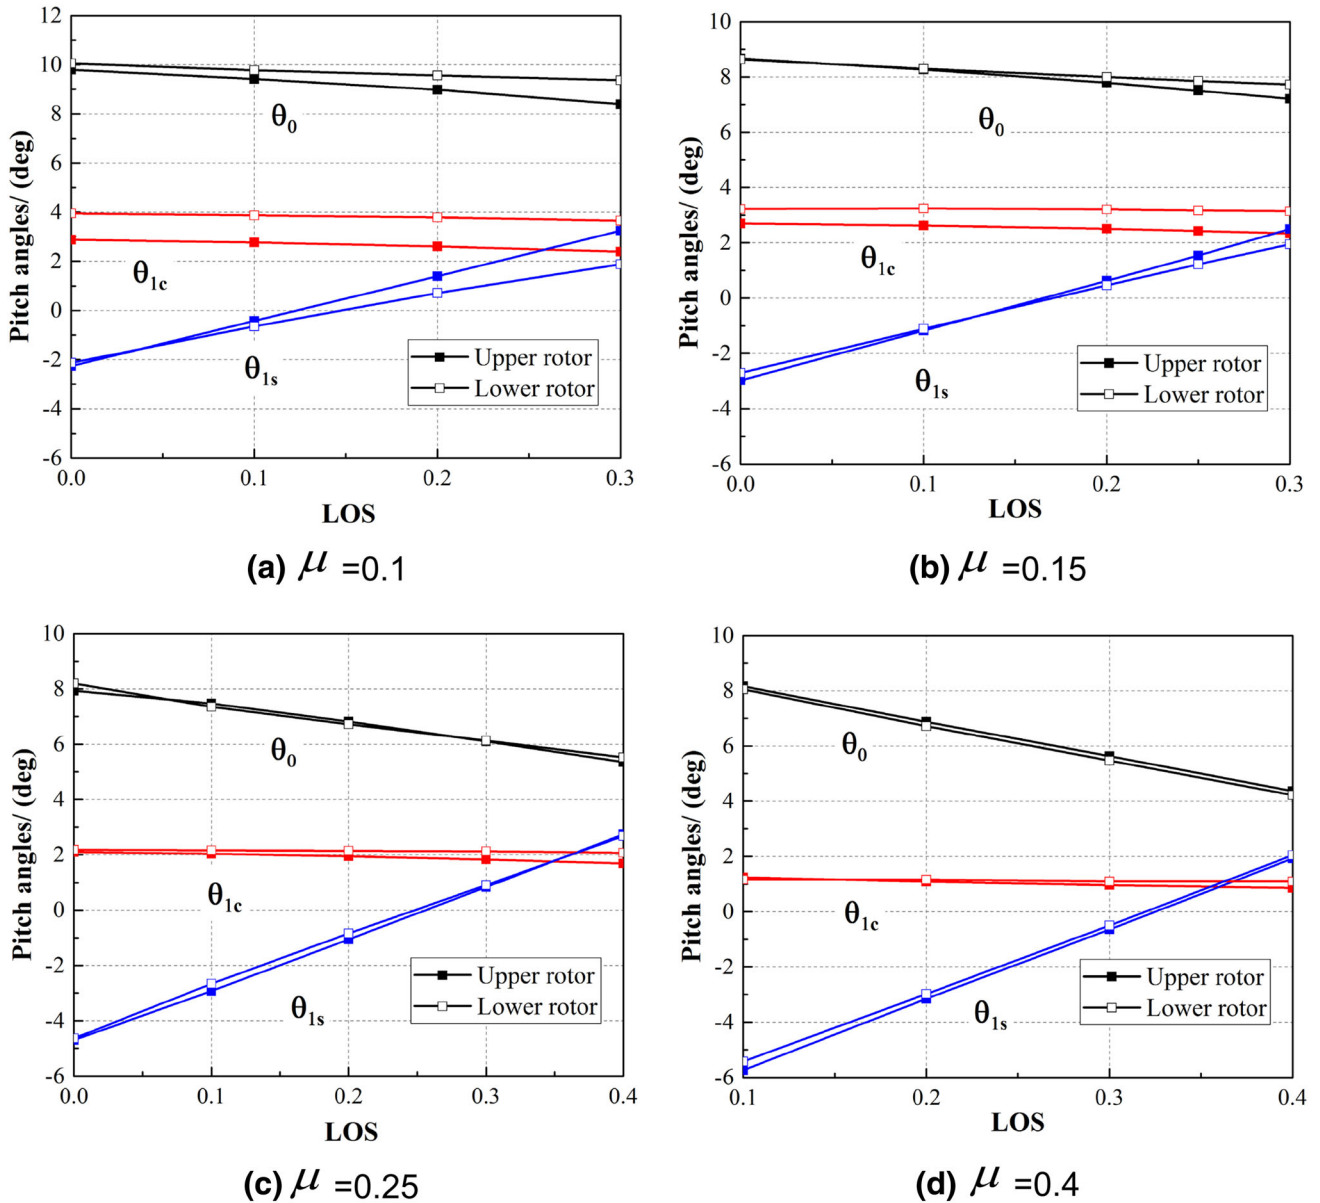 12
10
8
6
4
2
0
-2
-4
-6
Pitch angles/ (deg)
θ0
θ1c
θ1s
Upper rotor
Lower rotor
0.0 0.1 0.2 0.3
LOS
(a) μ =0.1
10
8
6
4
2
0
-2
-4
-6
Pitch angles/ (deg)
θ0
θ1c
θ1s
Upper rotor
Lower rotor
0.0 0.1 0.2 0.3
LOS
(b) μ =0.15
10
8
6
4
2
0
-2
-4
-6
Pitch angles/ (deg)
θ0
θ1c
θ1s
Upper rotor
Lower rotor
0.0 0.1 0.2 0.3 0.4
LOS
(c) μ =0.25
10
8
6
4
2
0
-2
-4
-6
Pitch angles/ (deg)
θ0
θ1c
θ1s
Upper rotor
Lower rotor
0.1 0.2 0.3 0.4
LOS
(d) μ =0.4